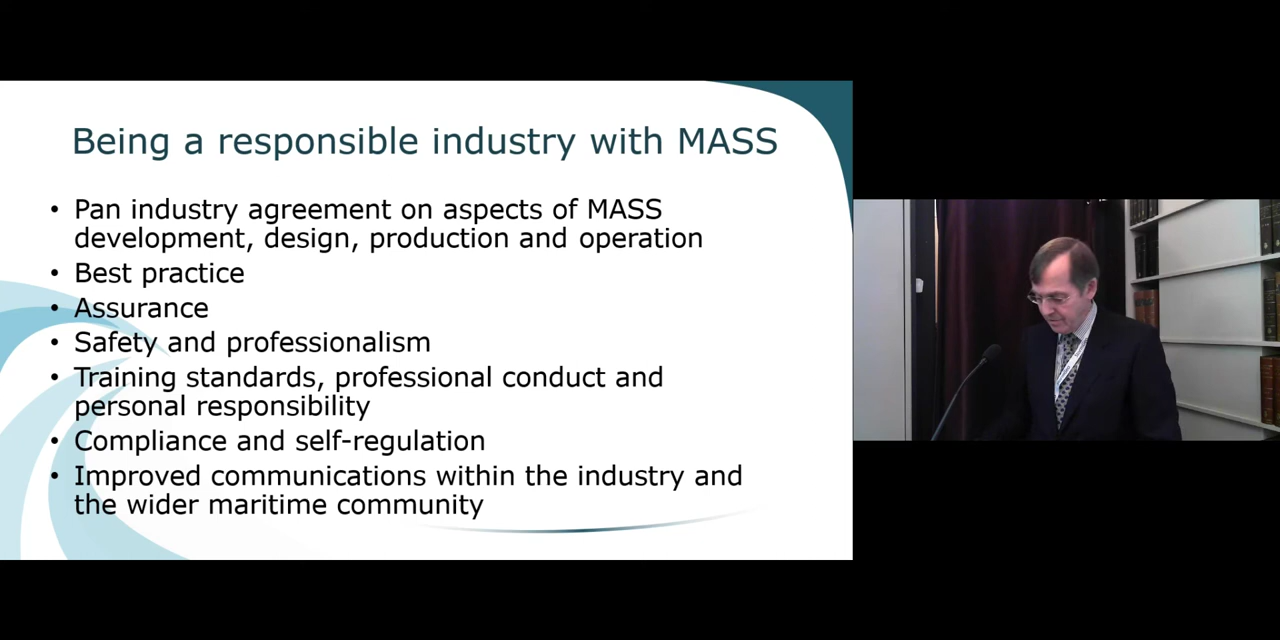 Being a responsible industry with MASS
• Pan industry agreement on aspects of MASS
development, design, production and operation
• Best practice
• Assurance
• Safety and professionalism
• Training standards, professional conduct and
personal responsibility
• Compliance and self-regulation
• Improved communications within the industry and
the wider maritime community